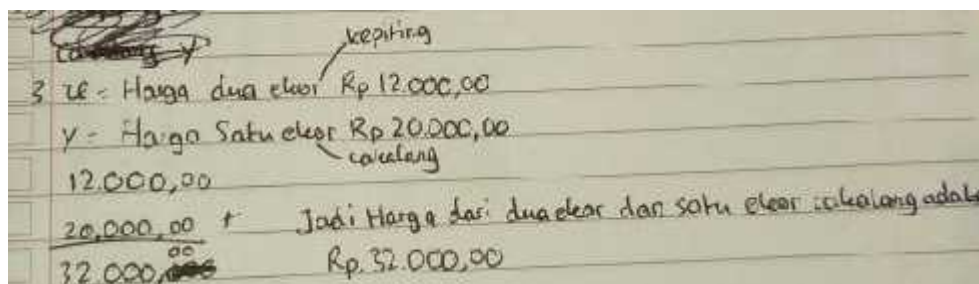 kepiting
3 x = Harga dua ekor Rp 12.000,00
y = Harga Satu ekor Rp 20.000,00
cakalang
12.000,00
20.000,00 + Jadi Harga dari dua ekor dan satu ekor cakalang adalah
32.000,00 Rp. 32.000,00